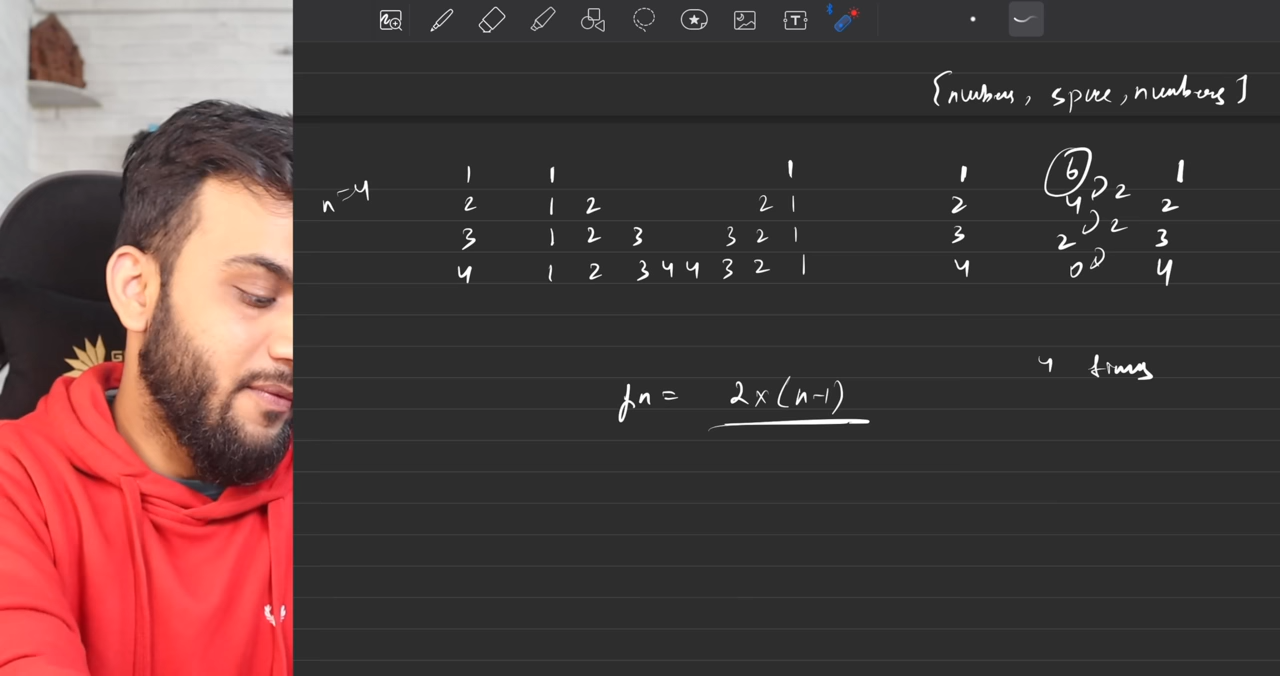 [numbers, space, numbers]
n=4
1 1 1 1 6 1
2 1 2 2 1 2 4 2 2
3 1 2 3 3 2 1 3 2 2 3
4 1 2 3 4 4 3 2 1 4 0 4
4 times
fn = 2x(n-1)